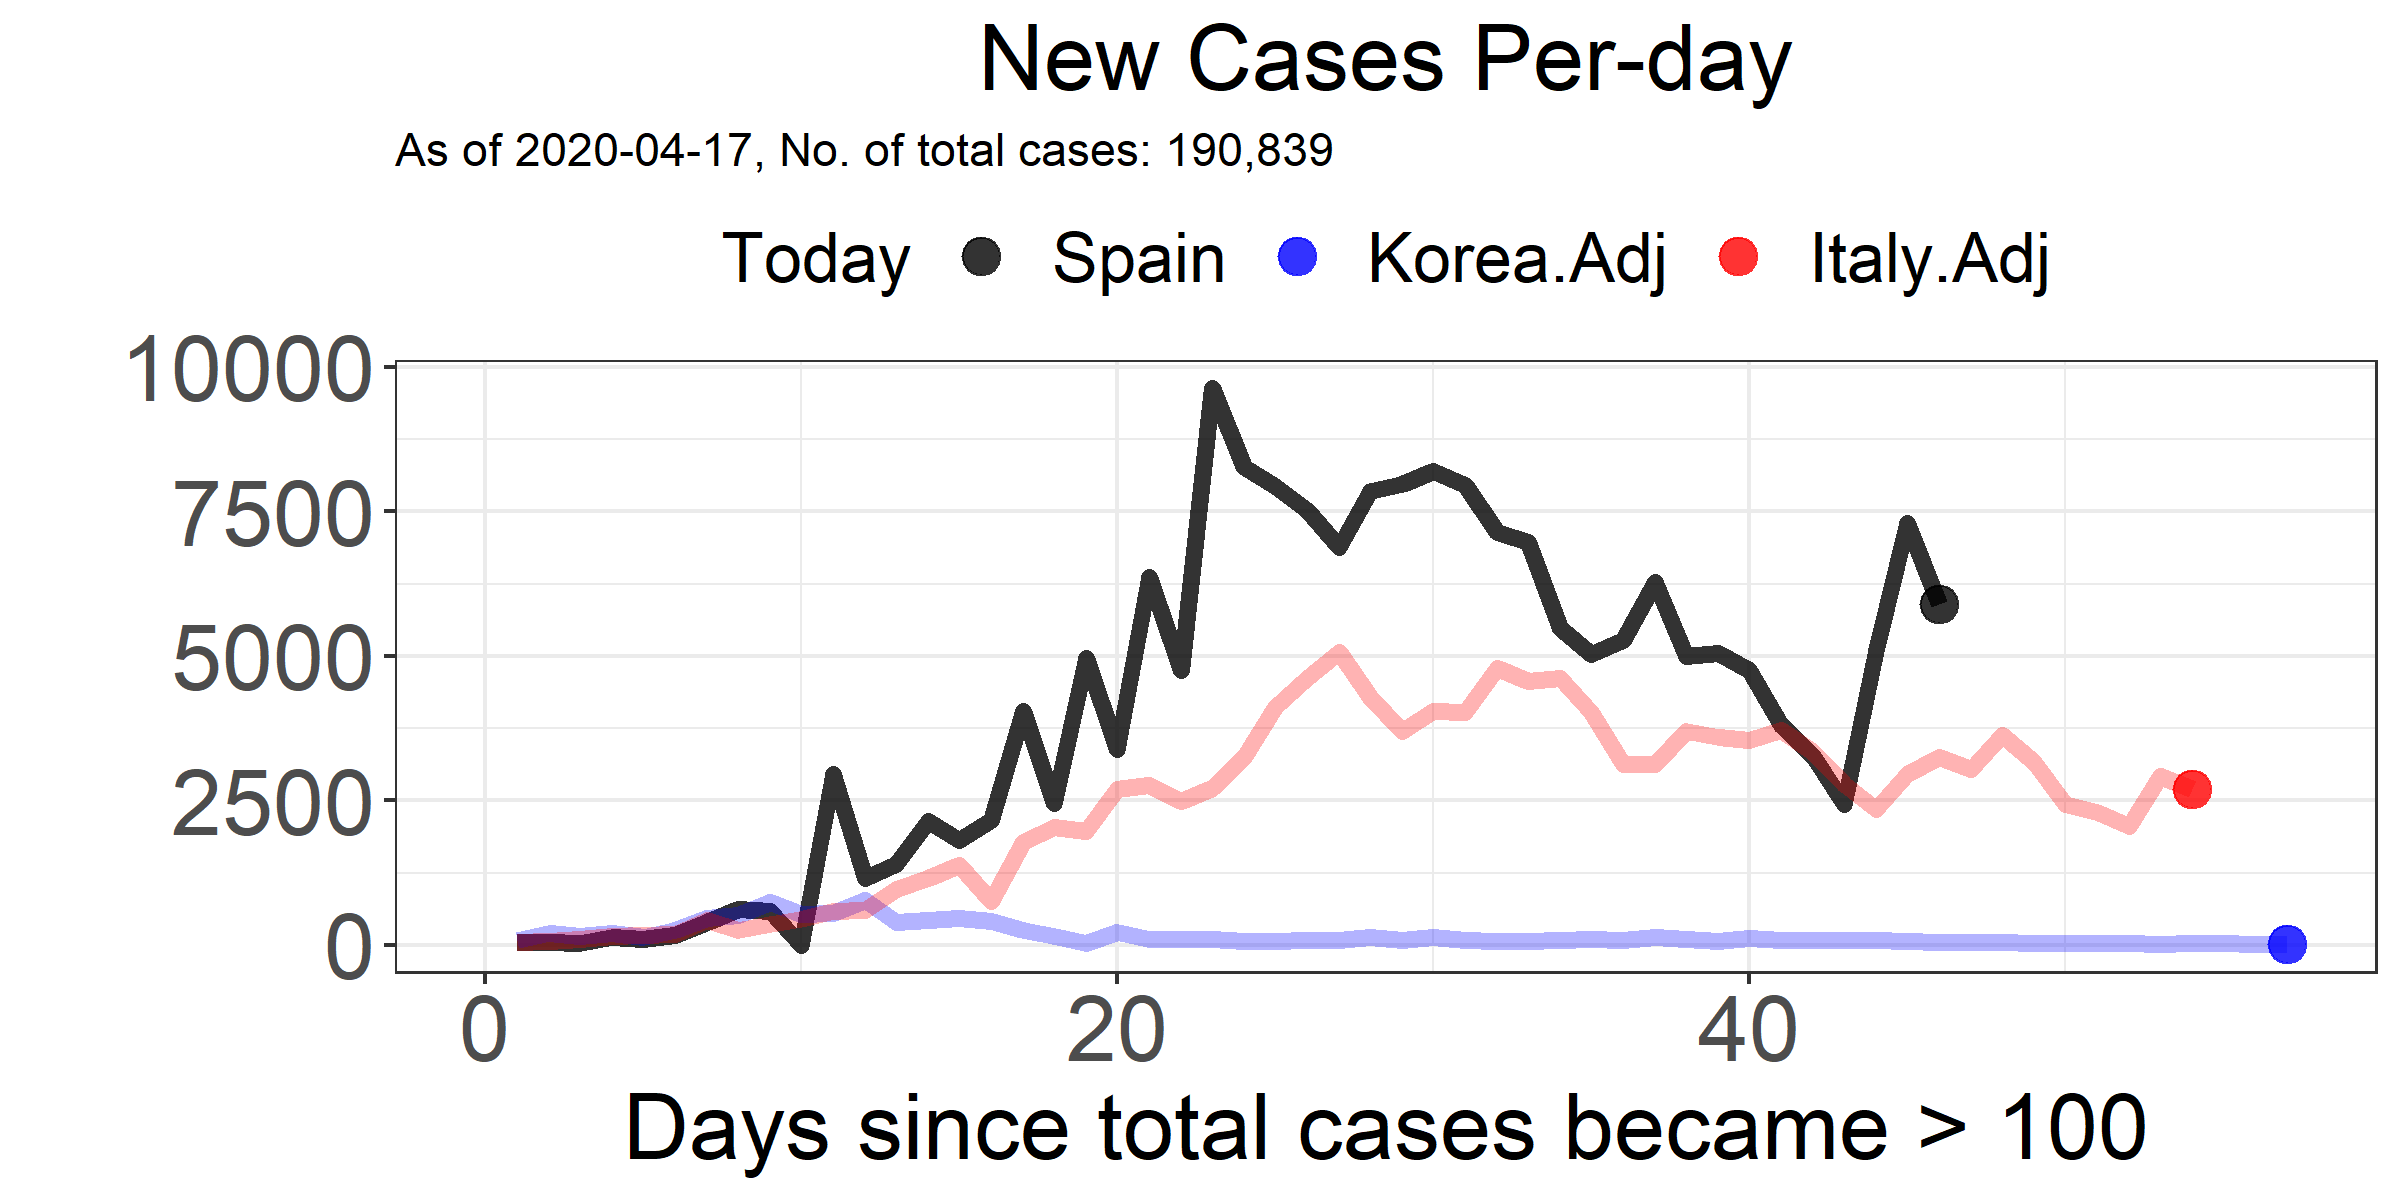 New Cases Per-day
As of 2020-04-17, No. of total cases: 190,839
Today Spain Korea.Adj Italy.Adj
10000
7500
5000
2500
0
0 20 40
Days since total cases became > 100